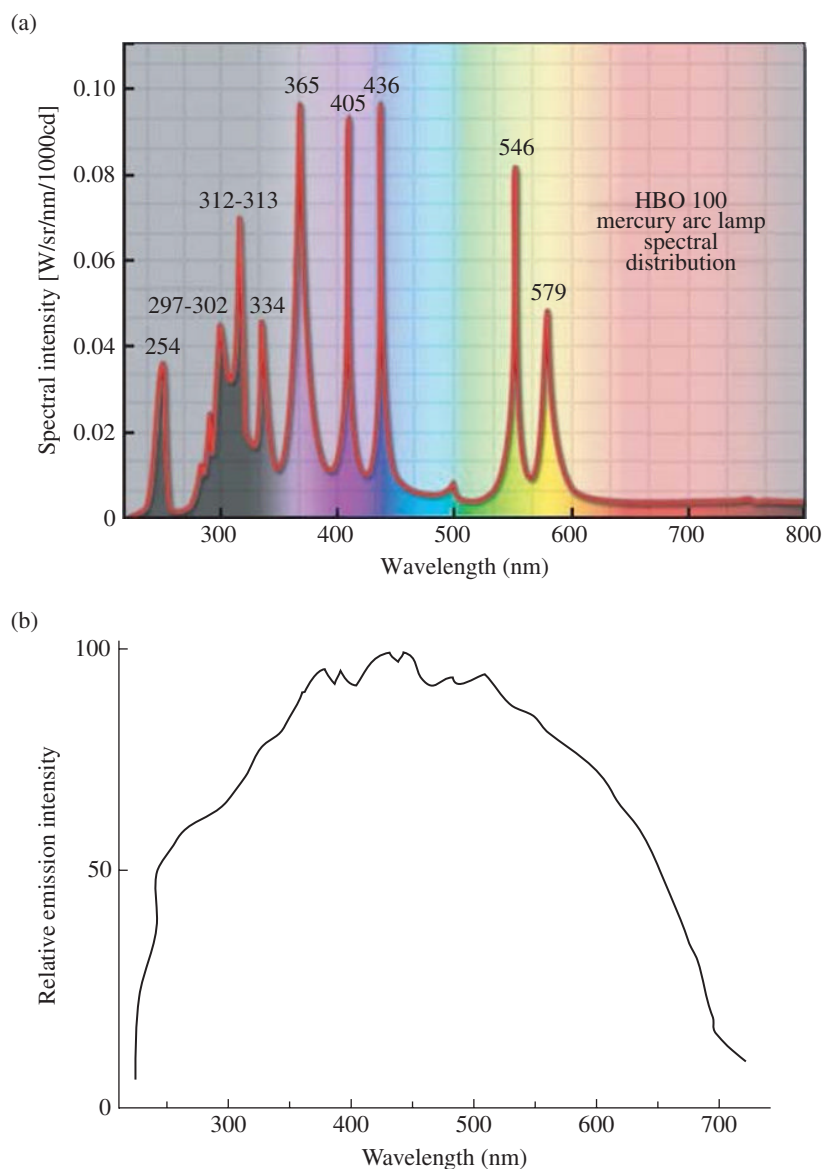 (a)
0.10
0.08
0.06
0.04
0.02
0
Spectral intensity [W/sr/nm/1000cd]
254
297-302
312-313
334
365
405
436
546
579
HBO 100
mercury arc lamp
spectral
distribution
300
400
500
600
700
800
Wavelength (nm)
(b)
100
50
0
Relative emission intensity
300
400
500
600
700
Wavelength (nm)